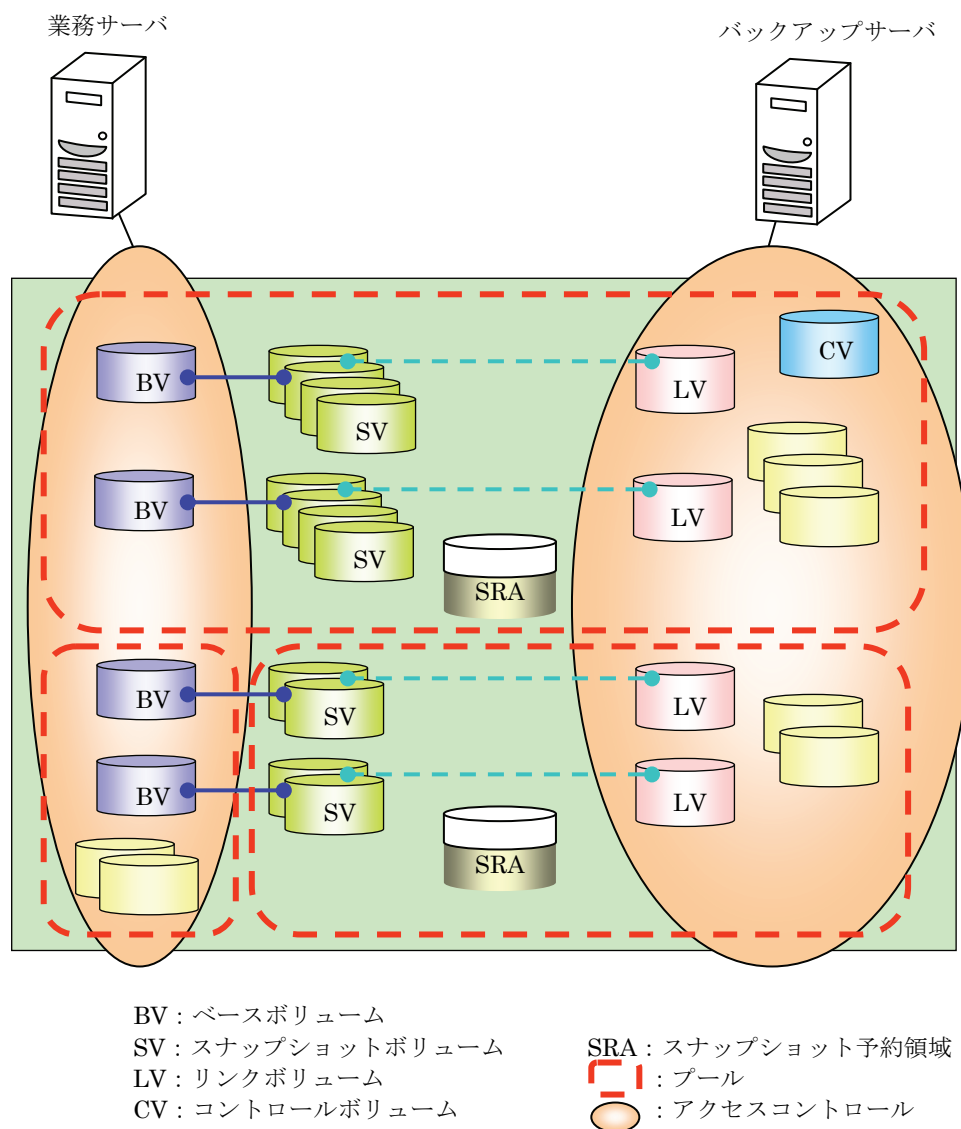 業務サーバ
バックアップサーバ
CV
BV
LV
SV
BV
LV
SV
SRA
BV
SV
LV
BV
SV
LV
SRA
BV：ベースボリューム
SV：スナップショットボリューム
SRA：スナップショット予約領域
LV：リンクボリューム
：プール
CV：コントロールボリューム
：アクセスコントロール